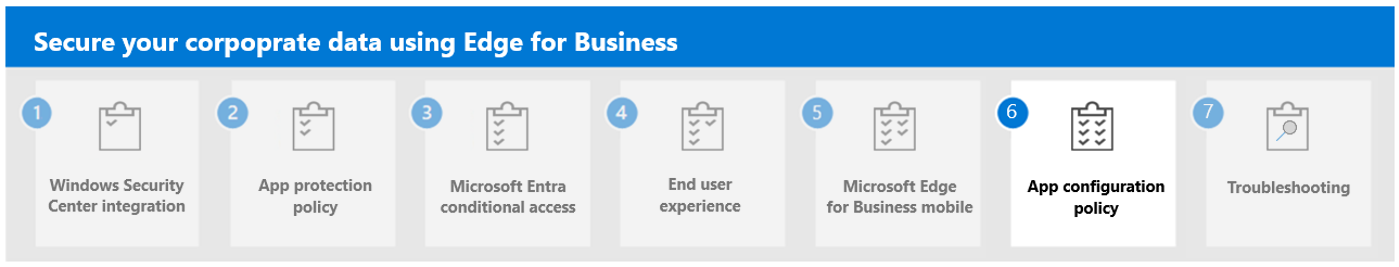 Secure your corpoprate data using Edge for Business
1
Windows Security
Center integration
2
App protection
policy
3
Microsoft Entra
conditional access
4
End user
experience
5
Microsoft Edge
for Business mobile
6
App configuration
policy
7
Troubleshooting